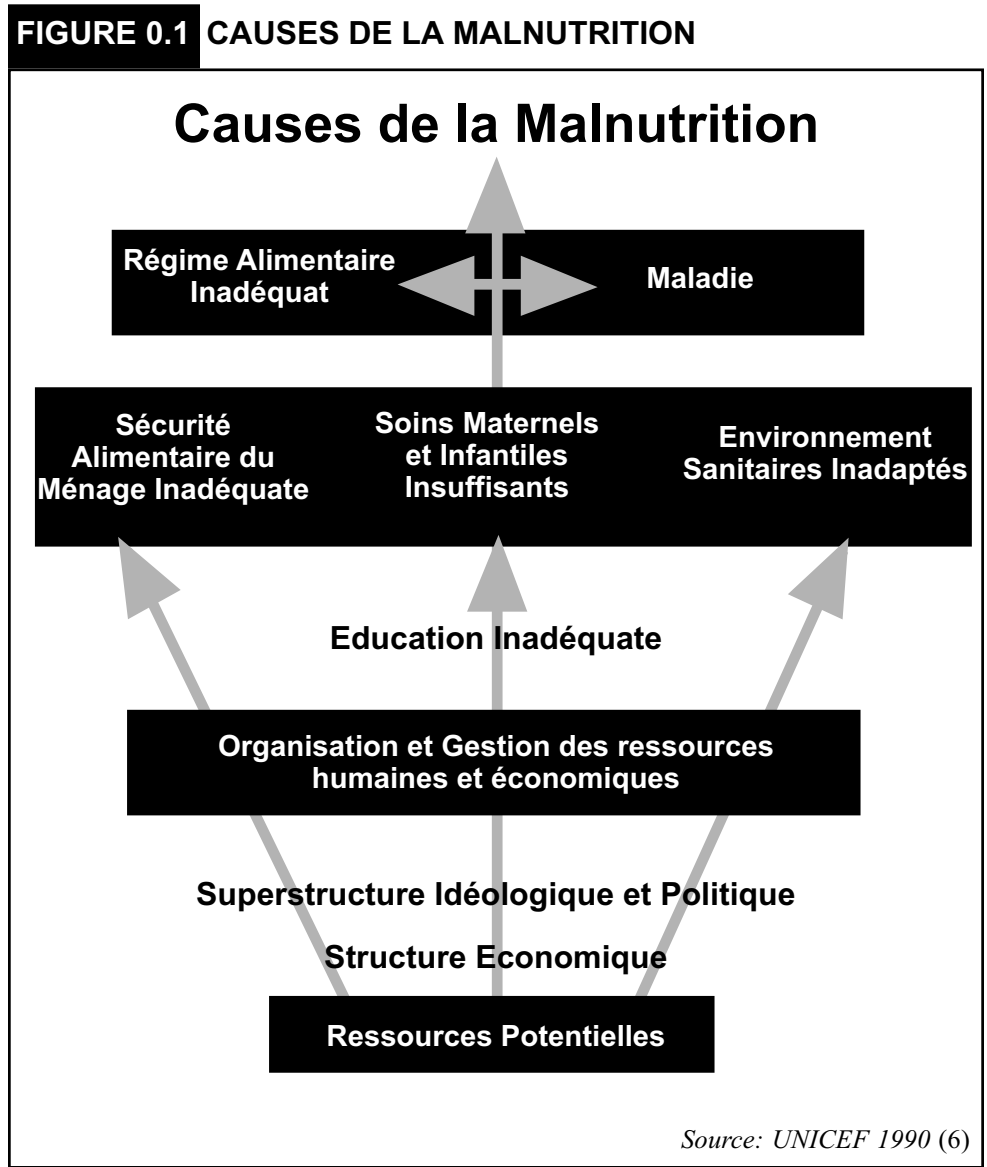 FIGURE 0.1 CAUSES DE LA MALNUTRITION
Causes de la Malnutrition
Régime Alimentaire
Inadéquat
Maladie
Sécurité
Alimentaire du
Ménage Inadéquate
Soins Maternels
et Infantiles
Insuffisants
Environnement
Sanitaires Inadaptés
Education Inadéquate
Organisation et Gestion des ressources
humaines et économiques
Superstructure Idéologique et Politique
Structure Economique
Ressources Potentielles
Source: UNICEF 1990 (6)